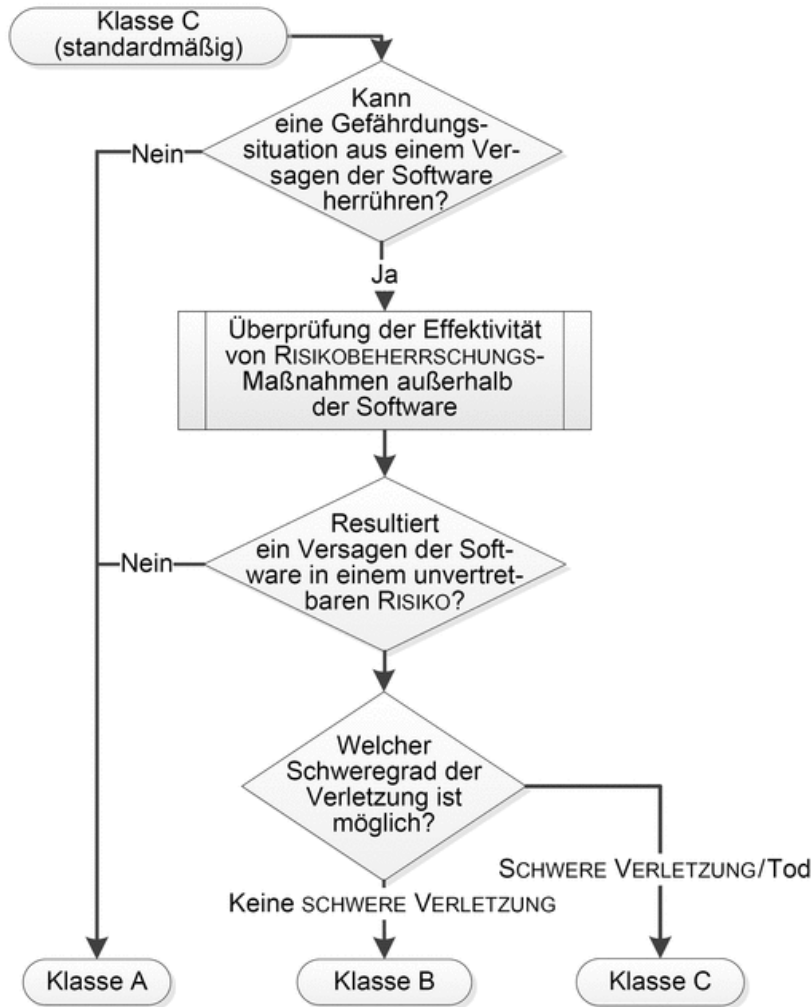 Klasse C
(standardmäßig)
Kann
eine Gefährdungs-
situation aus einem Ver-
sagen der Software
herrühren?
Nein
Ja
Überprüfung der Effektivität
von RISIKOBEHERRSCHUNGS-
Maßnahmen außerhalb
der Software
Resultiert
ein Versagen der Soft-
ware in einem unvertret-
baren RISIKO?
Nein
Welcher
Schweregrad der
Verletzung ist
möglich?
SCHWERE VERLETZUNG/Tod
Keine SCHWERE VERLETZUNG
Klasse A
Klasse B
Klasse C